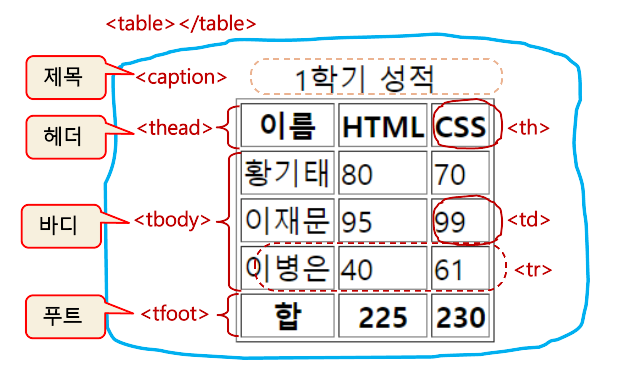 <table></table>
제목 <caption> 1학기 성적
헤더 <thead> 이름 HTML CSS <th>
황기태 80 70
바디 <tbody> 이재문 95 99 <td>
이병은 40 61 <tr>
푸트 <tfoot> 합 225 230